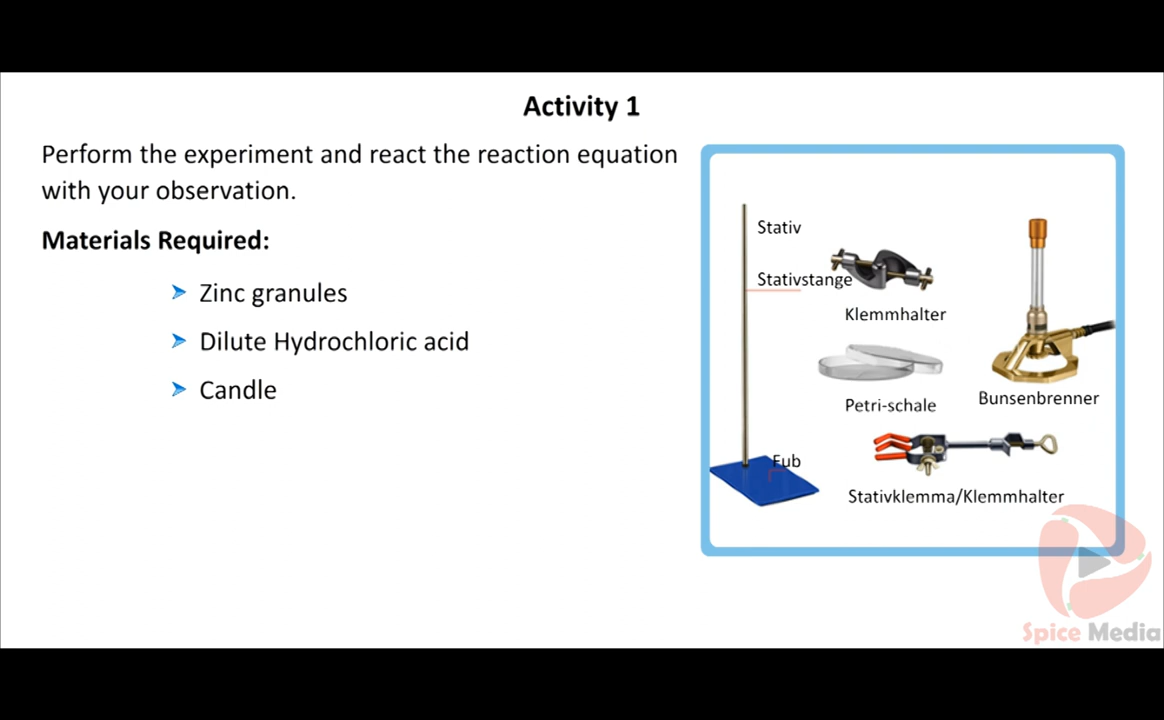 Activity 1
Perform the experiment and react the reaction equation
with your observation.
Materials Required:
Zinc granules
Dilute Hydrochloric acid
Candle
Stativ
Stativstange
Klemmhalter
Petri-schale
Bunsenbrenner
Fub
Stativklemma/Klemmhalter
Spice Media